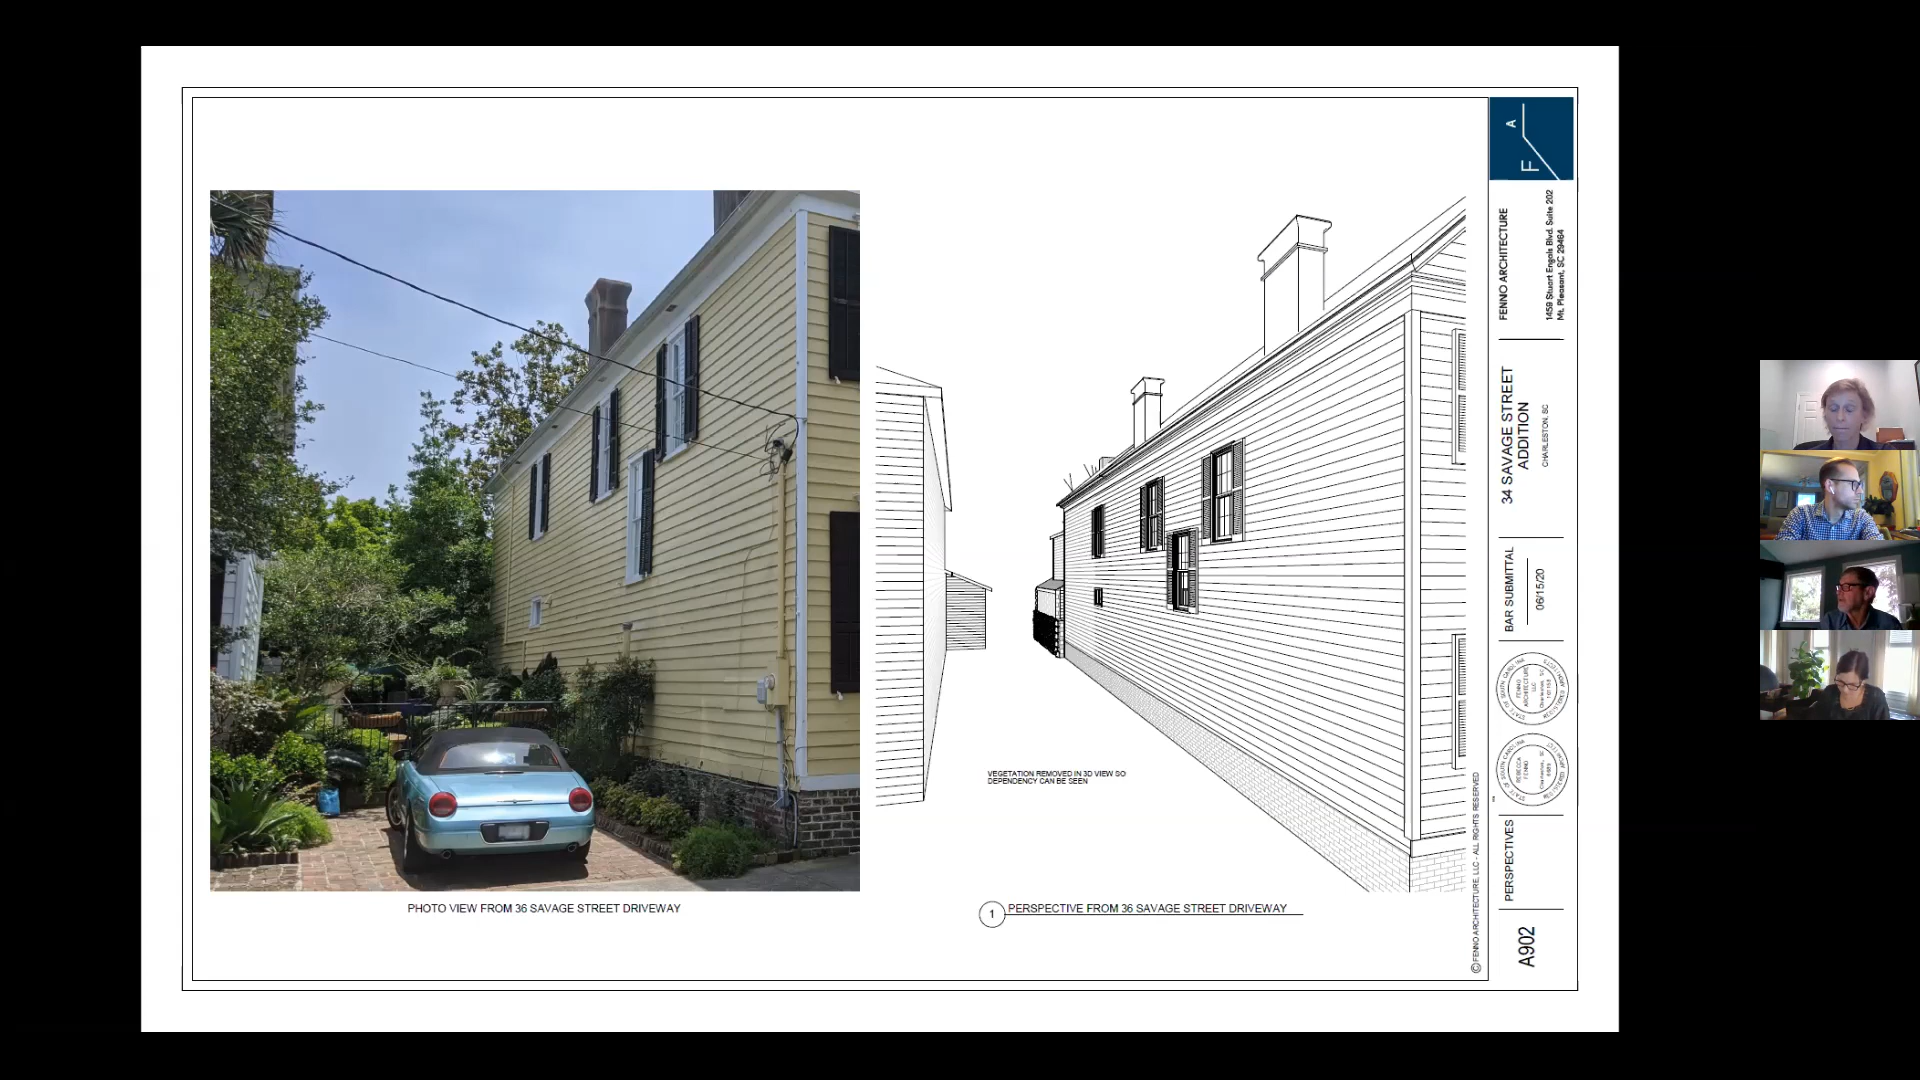 A
F
FENNO ARCHITECTURE
1459 Stuart Engals Blvd. Suite 202
Mt. Pleasant, SC 29464
34 SAVAGE STREET
ADDITION
CHARLESTON, SC
BAR SUBMITTAL
06/15/20
PERSPECTIVES
A902
© FENNO ARCHITECTURE, LLC - ALL RIGHTS RESERVED
VEGETATION REMOVED IN 3D VIEW SO
DEPENDENCY CAN BE SEEN
PHOTO VIEW FROM 36 SAVAGE STREET DRIVEWAY
1 PERSPECTIVE FROM 36 SAVAGE STREET DRIVEWAY